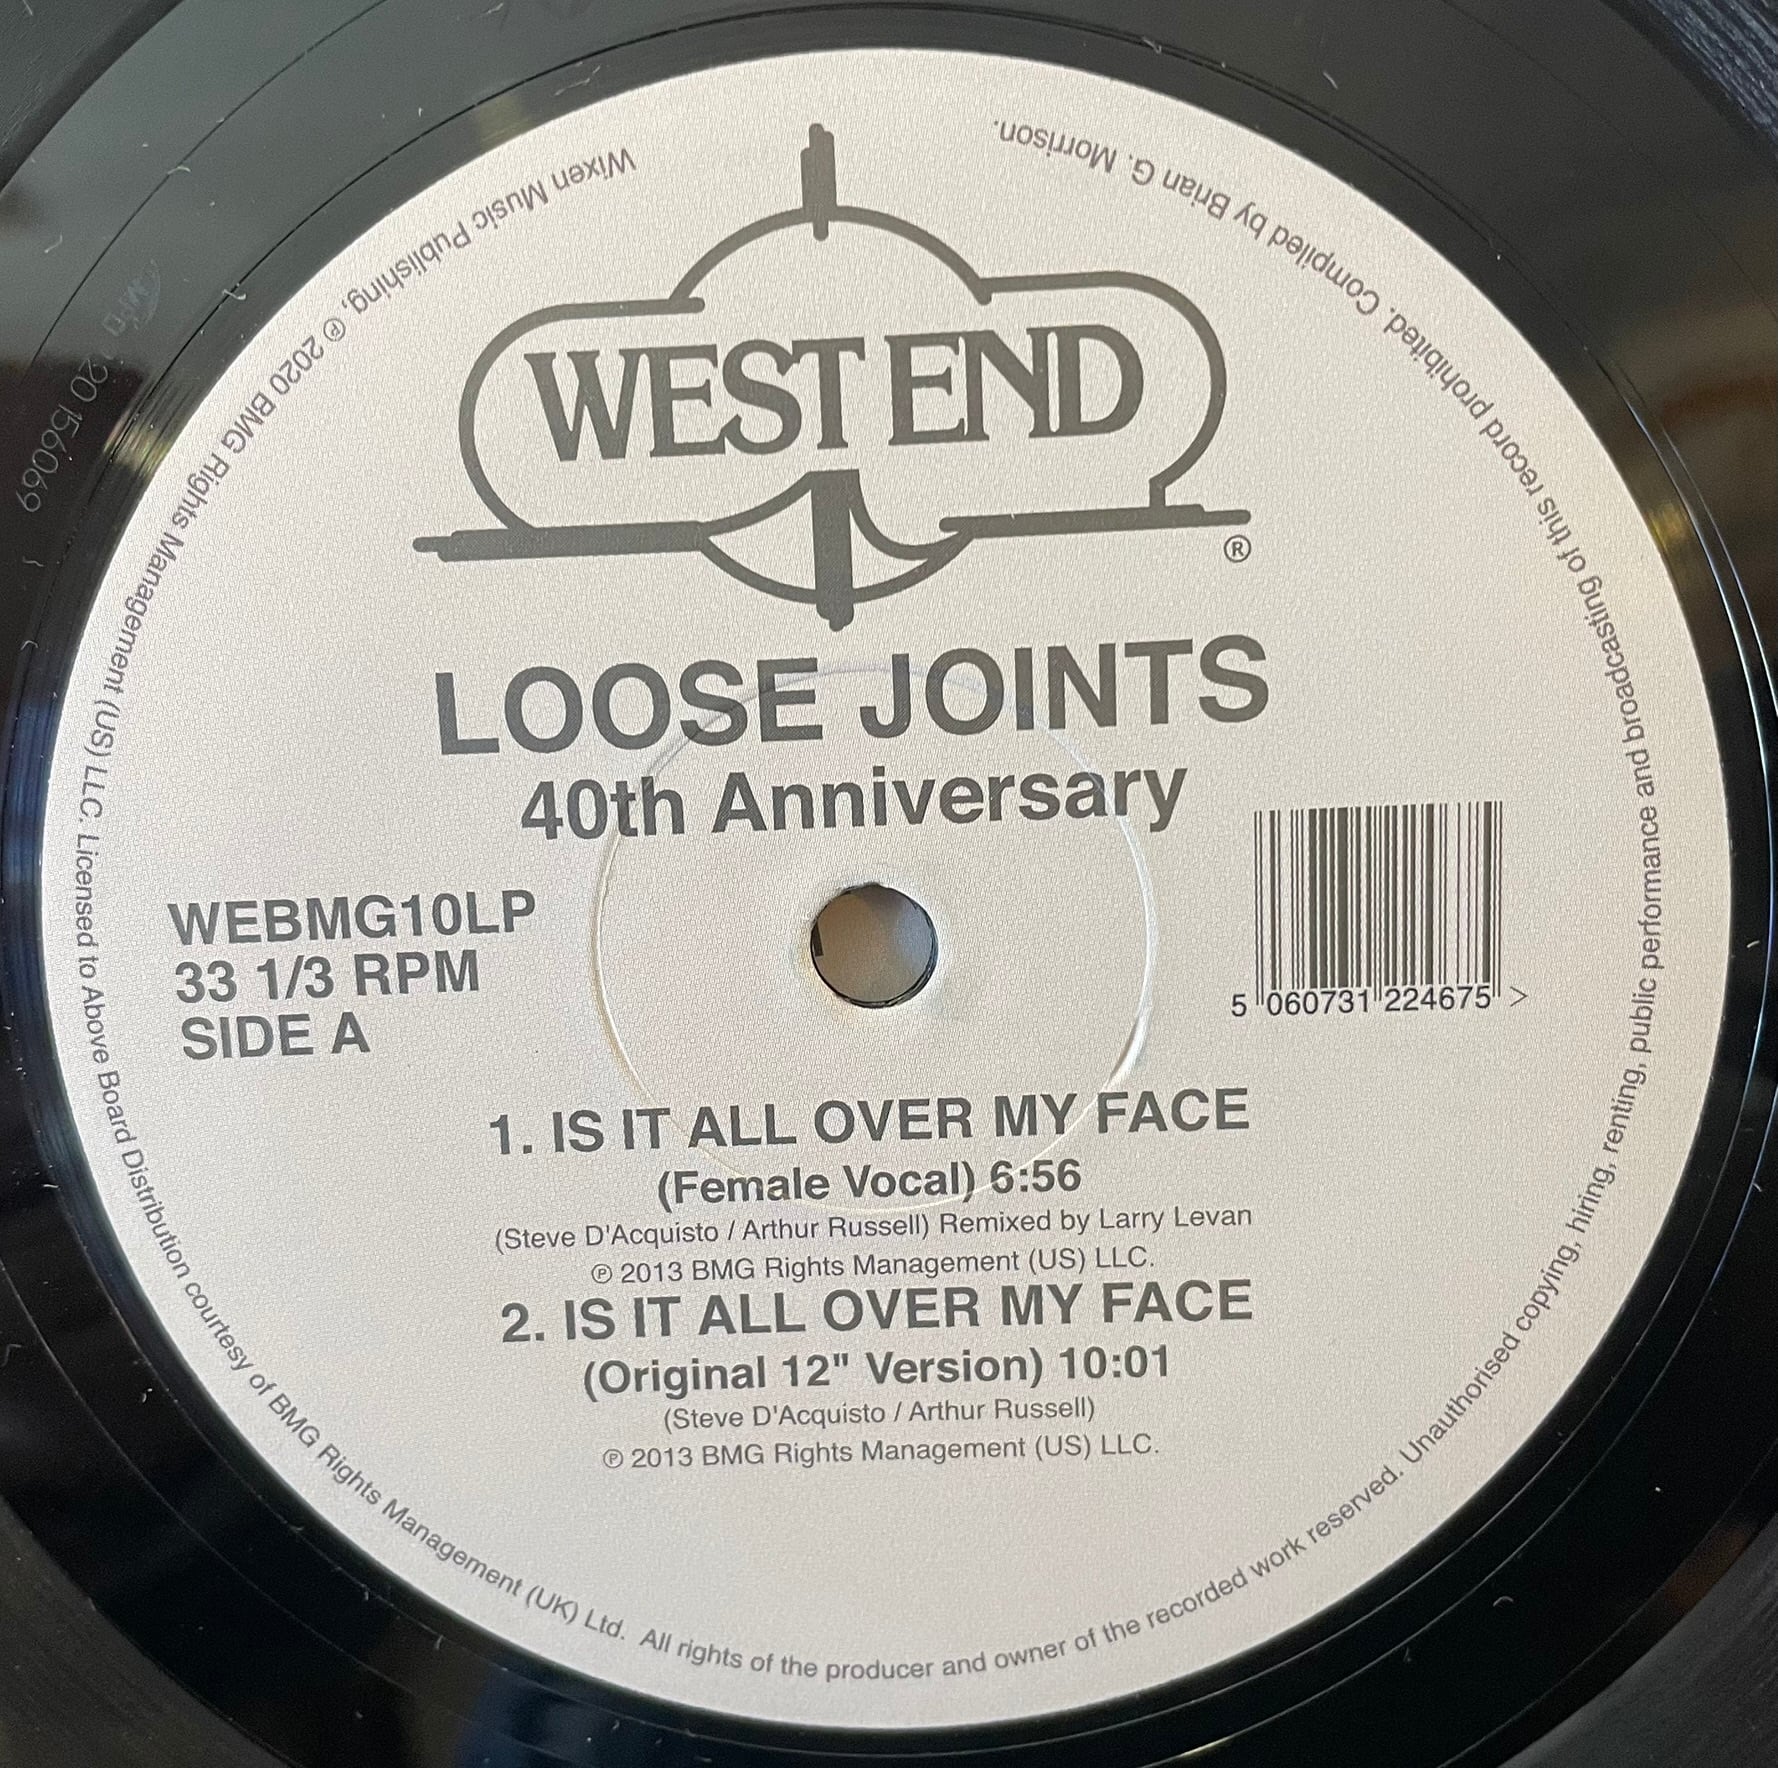 WEST END
®
LOOSE JOINTS
40th Anniversary
WEBMG10LP
33 1/3 RPM
SIDE A
5 060731 224675 >
1. IS IT ALL OVER MY FACE
(Female Vocal) 6:56
(Steve D'Acquisto / Arthur Russell) Remixed by Larry Levan
℗ 2013 BMG Rights Management (US) LLC.
2. IS IT ALL OVER MY FACE
(Original 12" Version) 10:01
(Steve D'Acquisto / Arthur Russell)
℗ 2013 BMG Rights Management (US) LLC.
Wixen Music Publishing, ℗ 2020 BMG Rights Management (US) LLC. Licensed to Above Board Distribution courtesy of BMG Rights Management (UK) Ltd. All rights of the producer and owner of the recorded work reserved. Unauthorised copying, hiring, renting, public performance and broadcasting of this record prohibited. Compiled by Brian G. Morrison.
20 156069